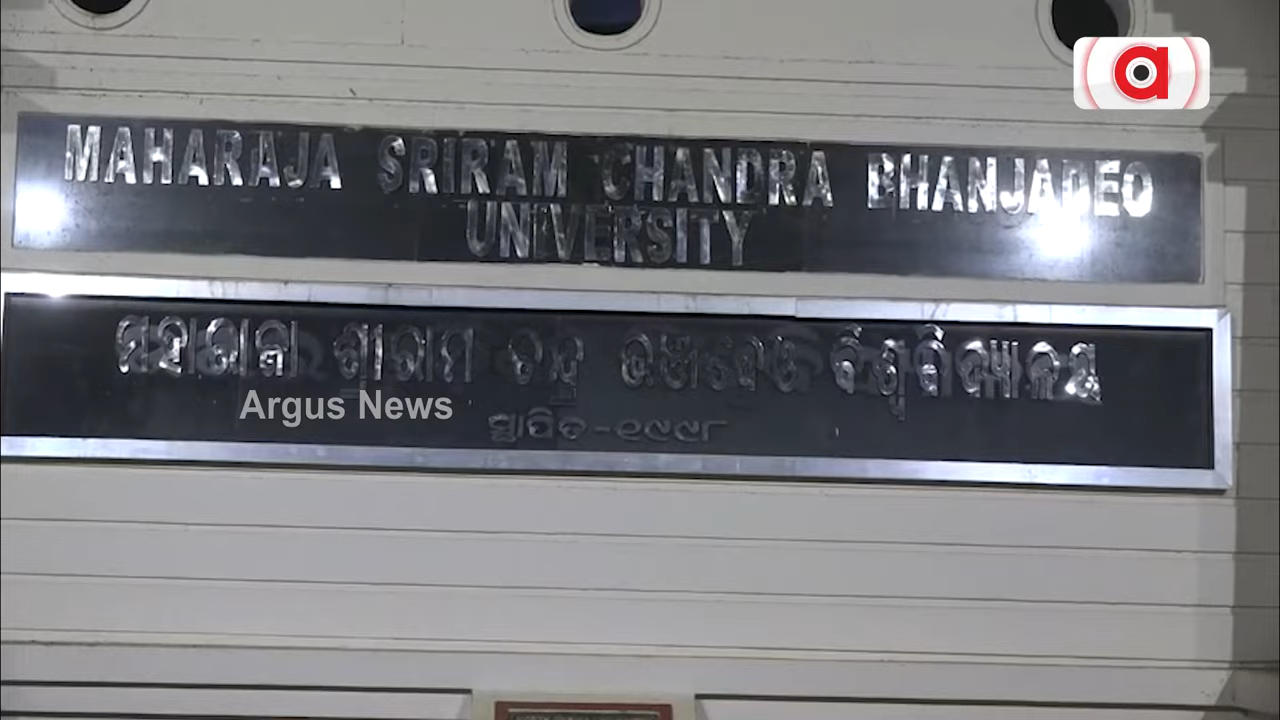 a
MAHARAJA SRIRAM CHANDRA BHANJADEO
UNIVERSITY
ମହାରାଜା ଶ୍ରୀରାମ ଚନ୍ଦ୍ର ଭଞ୍ଜଦେଓ ବିଶ୍ୱବିଦ୍ୟାଳୟ
Argus News
ସ୍ଥାପିତ-୧୯୯୮